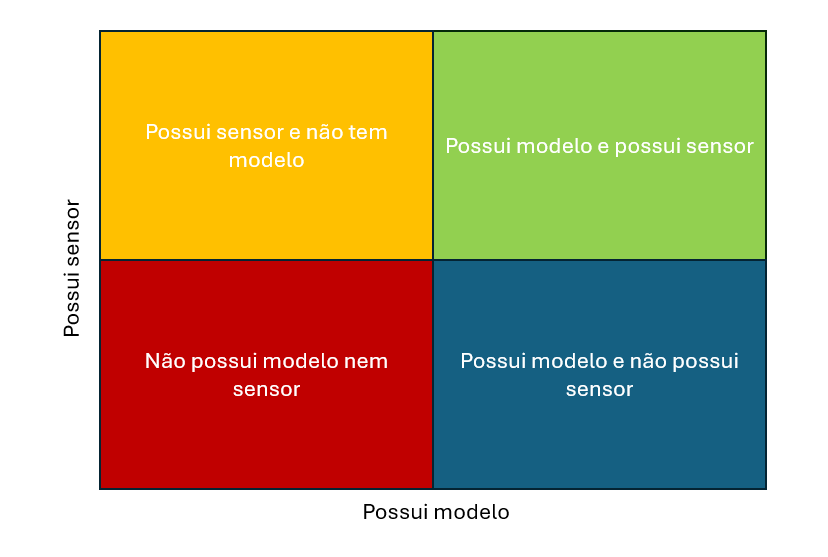 Possui sensor e não tem
modelo
Possui modelo e possui sensor
Possui sensor
Não possui modelo nem
sensor
Possui modelo e não possui
sensor
Possui modelo